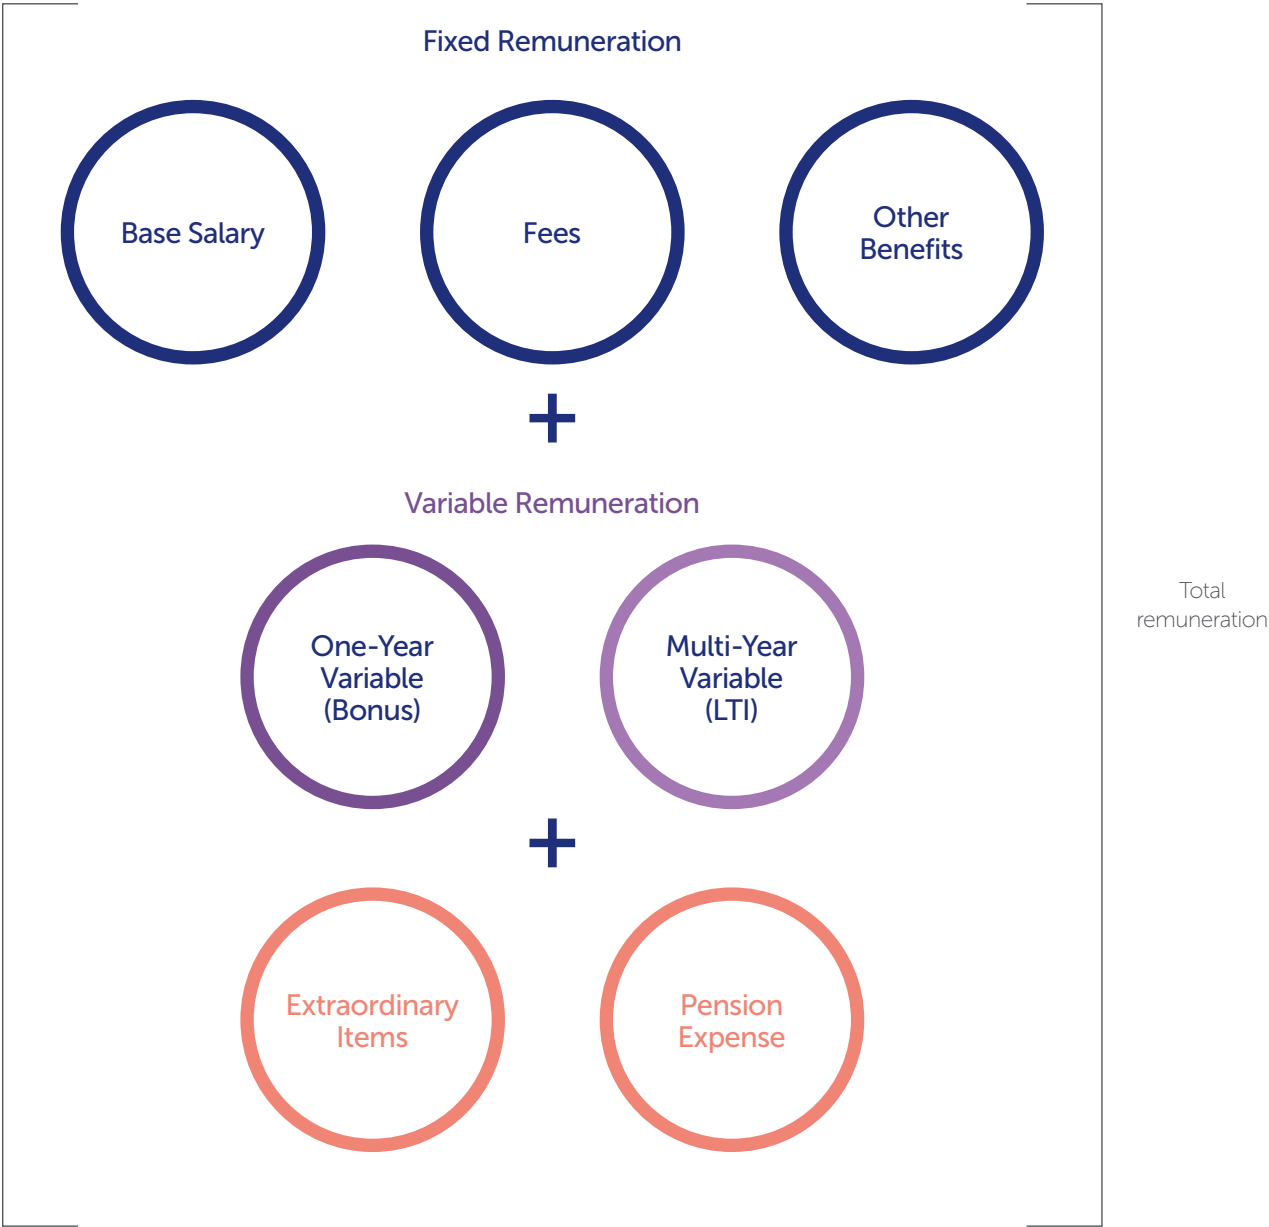 Fixed Remuneration
Base Salary
Fees
Other
Benefits
+
Variable Remuneration
One-Year
Variable
(Bonus)
Multi-Year
Variable
(LTI)
Total
remuneration
+
Extraordinary
Items
Pension
Expense